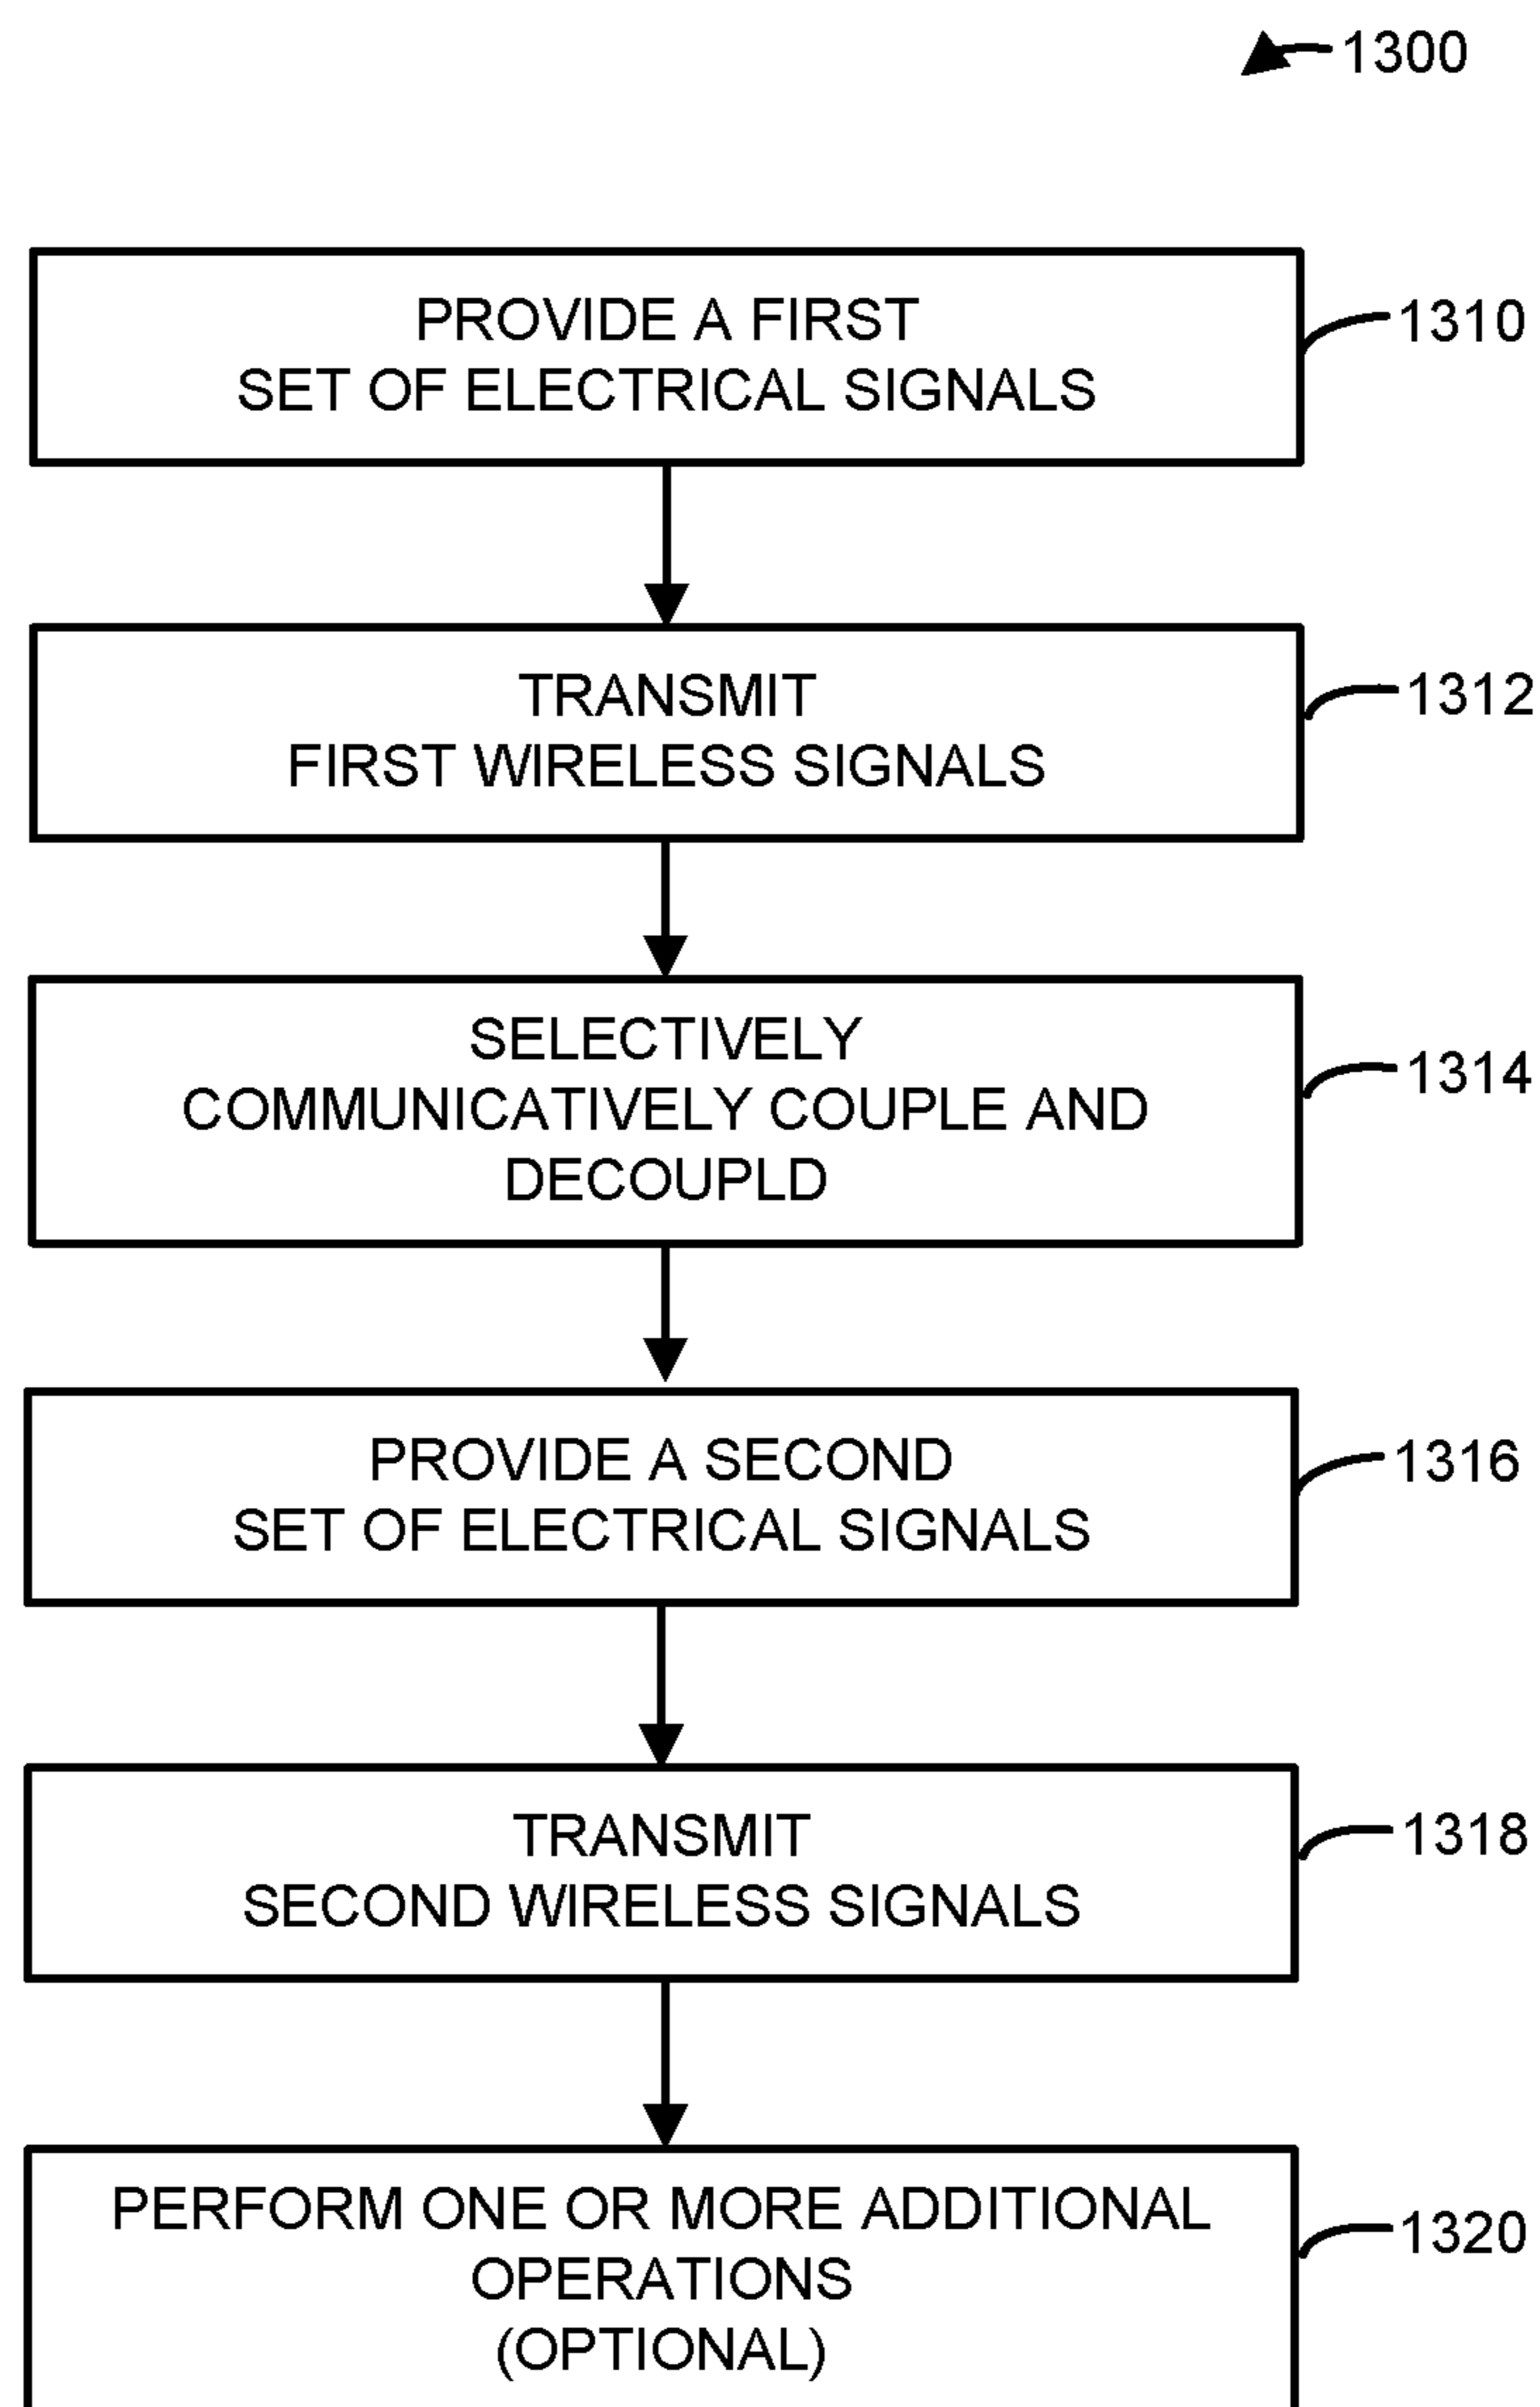 1300
PROVIDE A FIRST
SET OF ELECTRICAL SIGNALS
1310
TRANSMIT
FIRST WIRELESS SIGNALS
1312
SELECTIVELY
COMMUNICATIVELY COUPLE AND
DECOUPLD
1314
PROVIDE A SECOND
SET OF ELECTRICAL SIGNALS
1316
TRANSMIT
SECOND WIRELESS SIGNALS
1318
PERFORM ONE OR MORE ADDITIONAL
OPERATIONS
(OPTIONAL)
1320